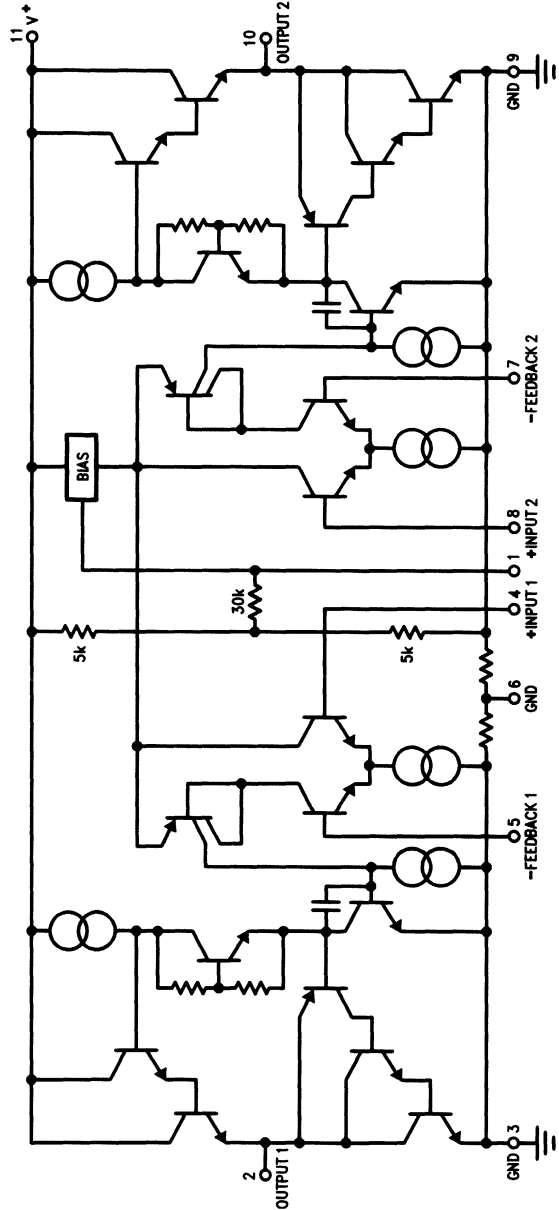 11 V+
10 OUTPUT 2
9 GND
7 -FEEDBACK 2
8 +INPUT 2
1
4 +INPUT 1
6 GND
5 -FEEDBACK 1
3 GND
2 OUTPUT 1
BIAS
30k
5k
5k